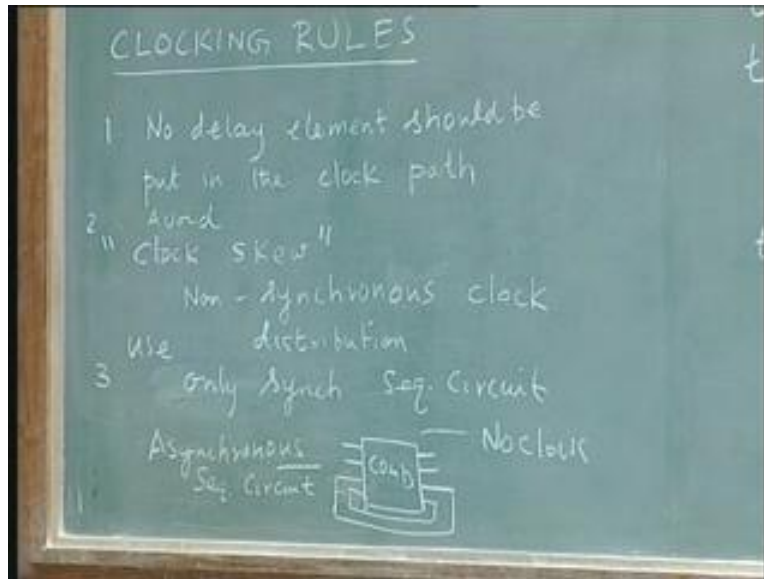 CLOCKING RULES
1 No delay element should be
put in the clock path
2 Avoid
"Clock Skew"
Non-synchronous clock
distribution
use
3 only synch Seq. Circuit
Asynchronous
Seq Circuit
Comb
No clock
t
t